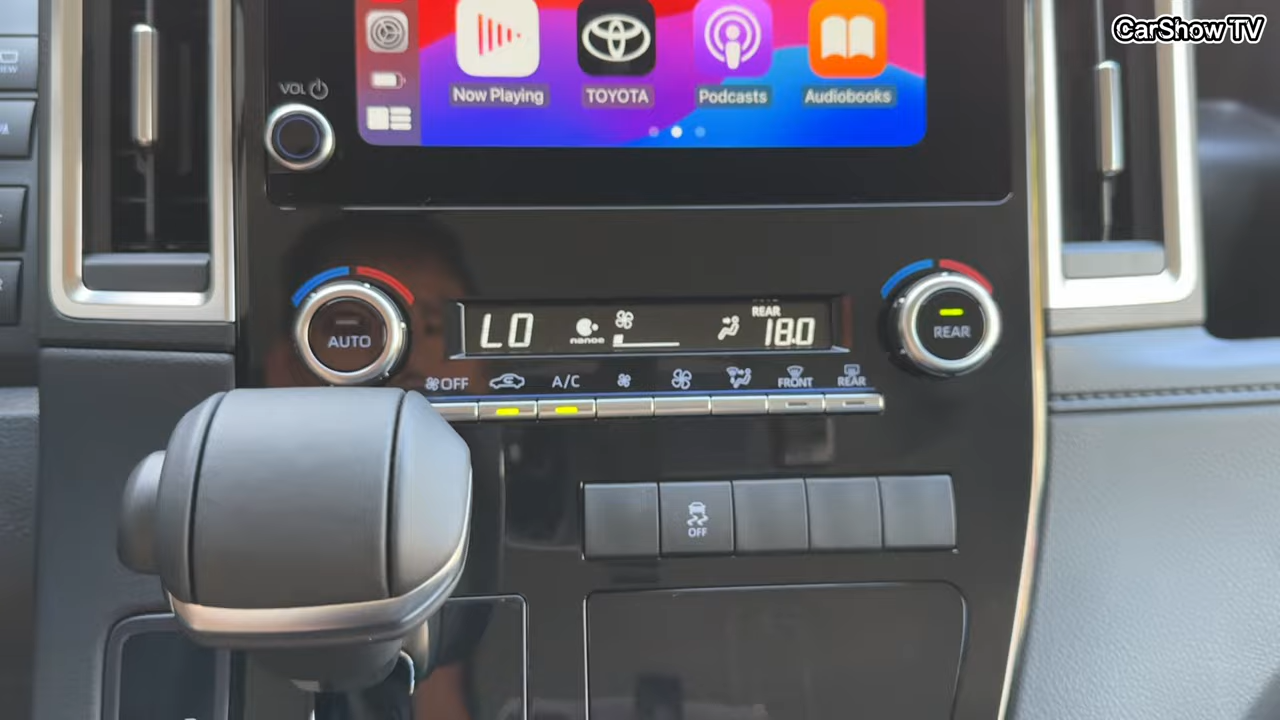 CarShow TV
Now Playing
TOYOTA
Podcasts
Audiobooks
VOL
AUTO
LO
nanoe
REAR
18.0
REAR
OFF
A/C
FRONT
REAR
OFF